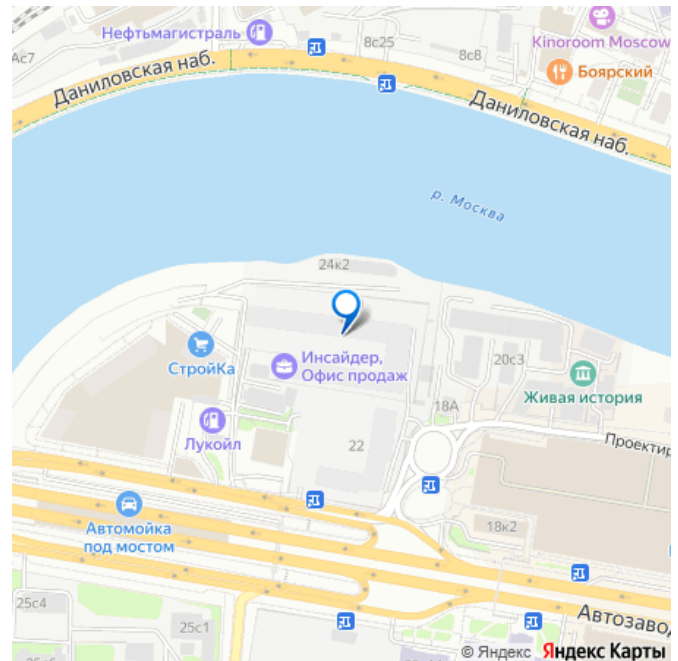 Нефтьмагистраль
8с25
8с8
Kinoroom Moscow
Боярский
Ас7
Даниловская наб.
Даниловская наб.
р. Москва
24к2
СтройКа
Инсайдер,
Офис продаж
20с3
Живая история
18А
Лукойл
22
Проектир
Автомойка
под мостом
18к2
25с4
25с1
Автозавод
© Яндекс Яндекс Карты